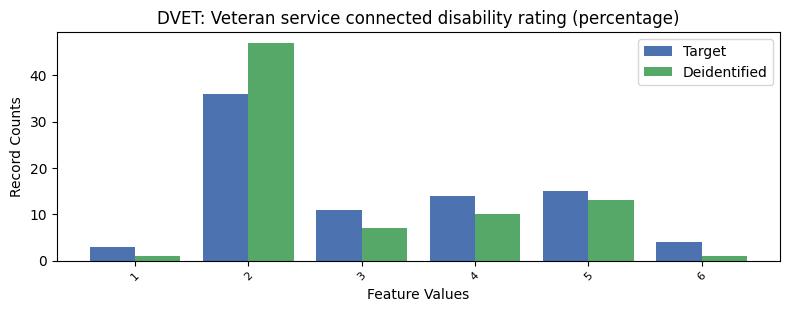 DVET: Veteran service connected disability rating (percentage)
Target
Deidentified
Record Counts
40
30
20
10
0
1 2 3 4 5 6
Feature Values